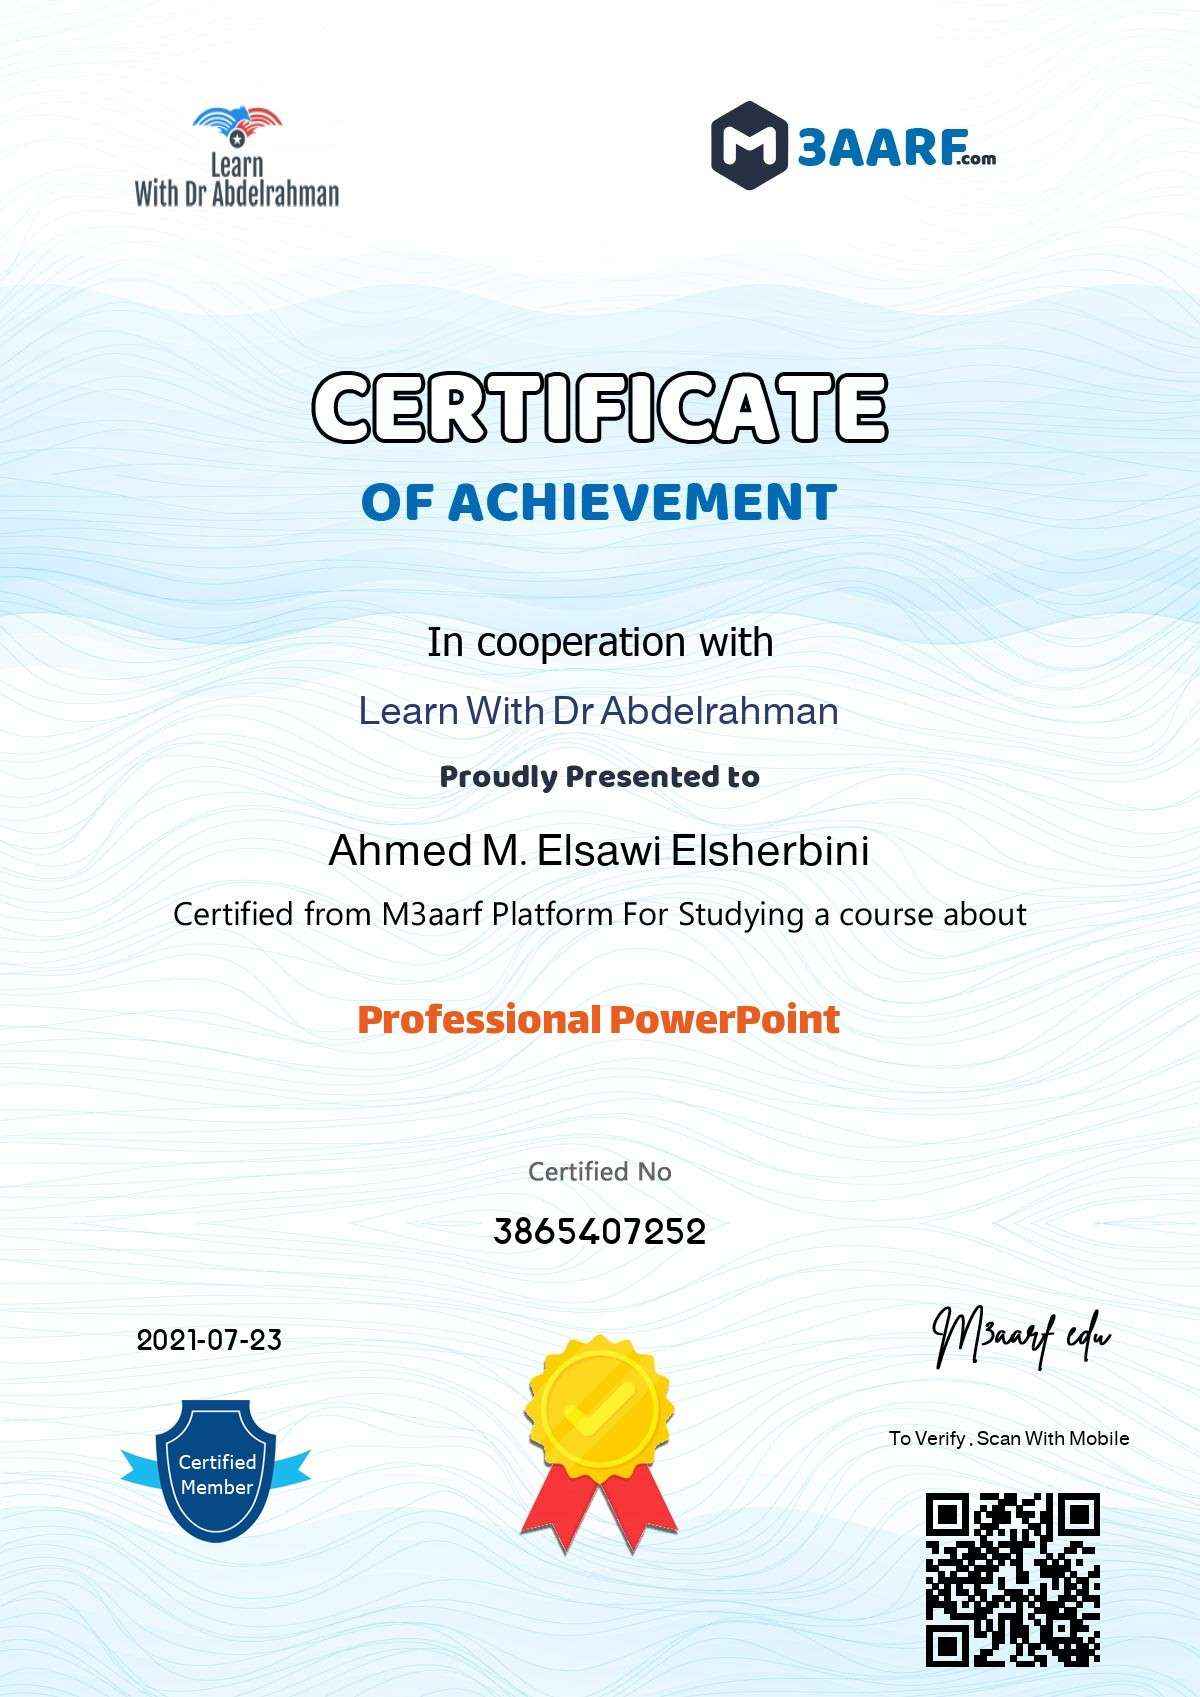 Learn
With Dr Abdelrahman
M3AARF.com
CERTIFICATE
OF ACHIEVEMENT
In cooperation with
Learn With Dr Abdelrahman
Proudly Presented to
Ahmed M. Elsawi Elsherbini
Certified from M3aarf Platform For Studying a course about
Professional PowerPoint
Certified No
3865407252
2021-07-23
M3aarf edu
Certified
Member
To Verify , Scan With Mobile